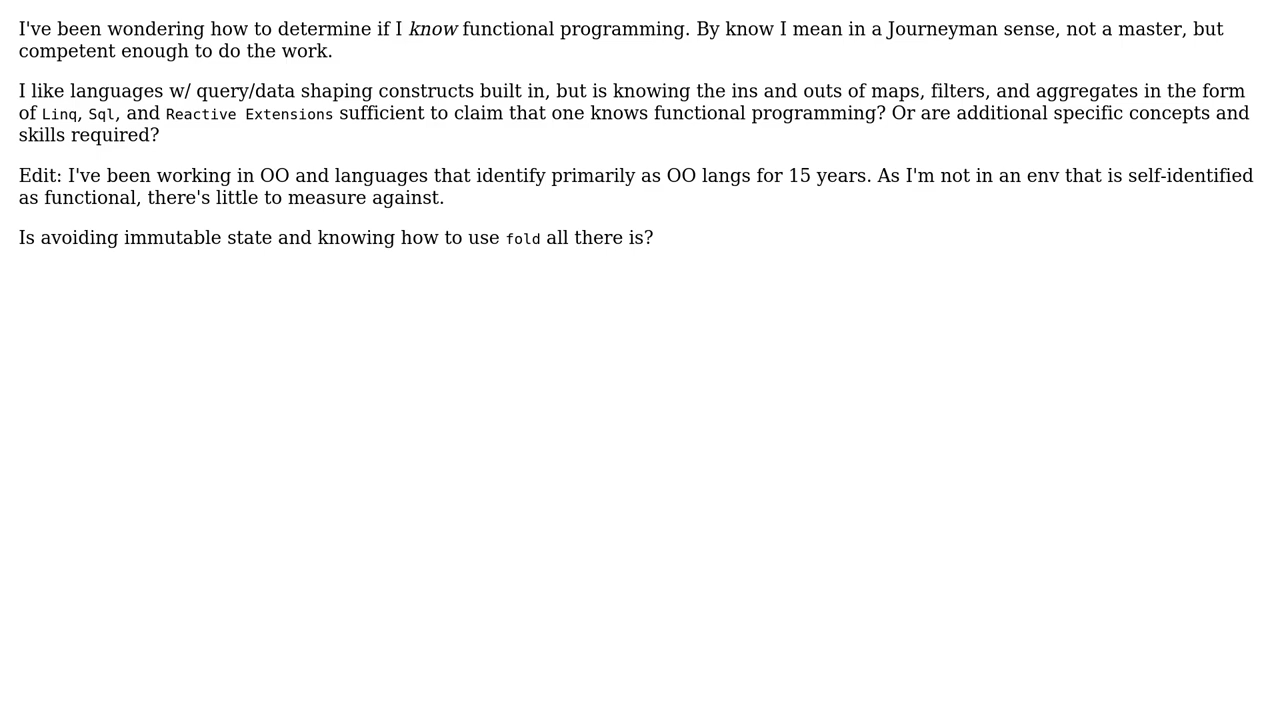 I've been wondering how to determine if I know functional programming. By know I mean in a Journeyman sense, not a master, but
competent enough to do the work.
I like languages w/ query/data shaping constructs built in, but is knowing the ins and outs of maps, filters, and aggregates in the form
of Linq, Sql, and Reactive Extensions sufficient to claim that one knows functional programming? Or are additional specific concepts and
skills required?
Edit: I've been working in OO and languages that identify primarily as OO langs for 15 years. As I'm not in an env that is self-identified
as functional, there's little to measure against.
Is avoiding immutable state and knowing how to use fold all there is?